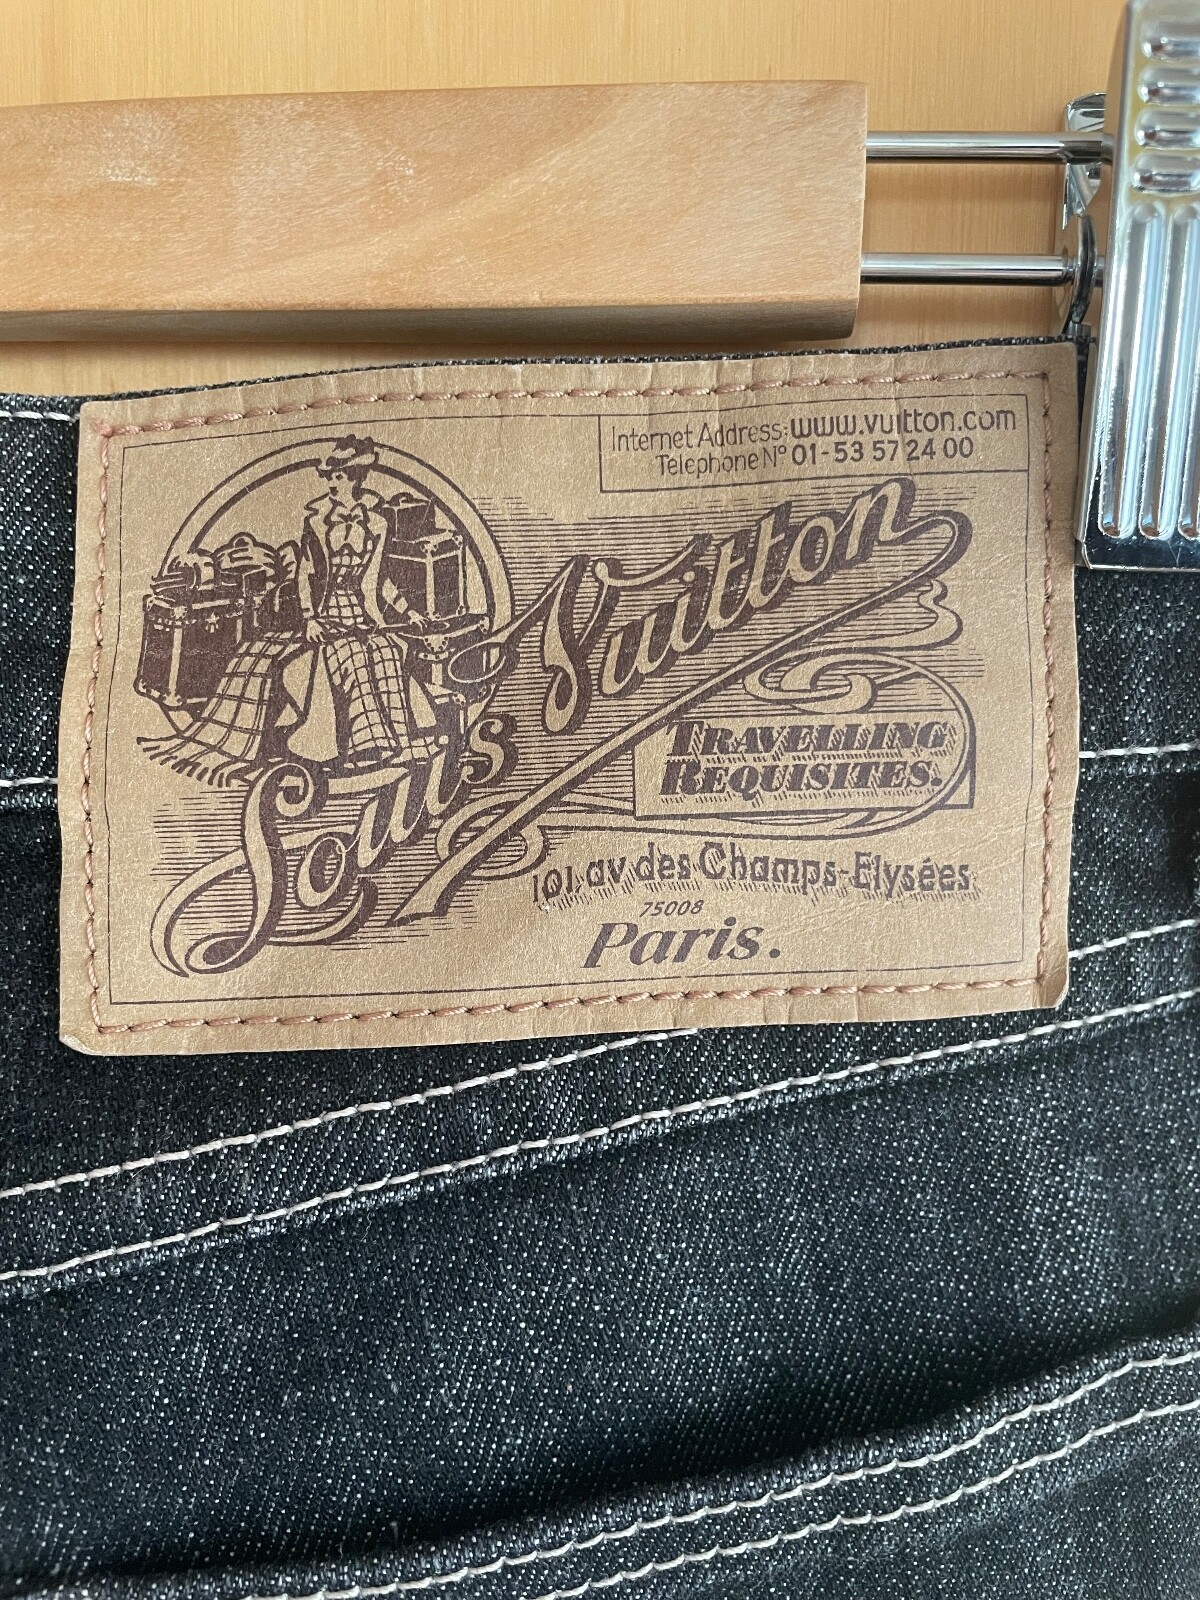 Internet Address: www.vuitton.com
Telephone N° 01-53 57 24 00
Louis Vuitton
TRAVELLING
REQUISITES.
101, av des Champs-Elysées
75008
Paris.